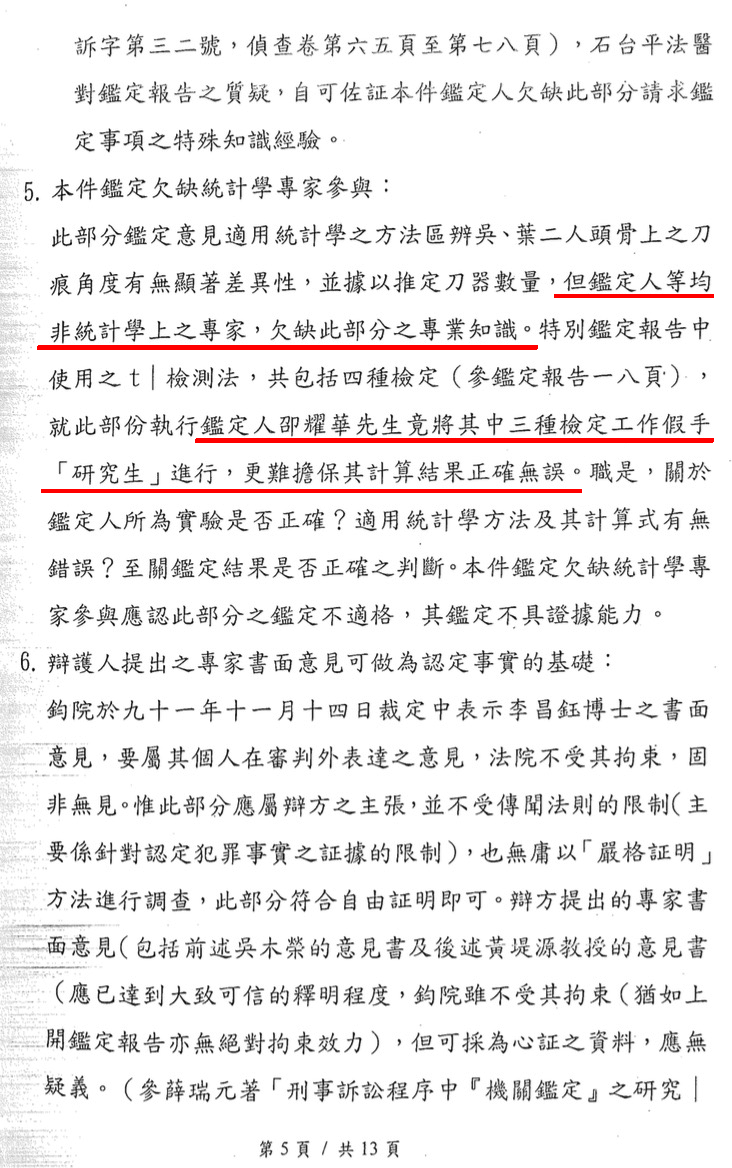 訴字第三二號，偵查卷第六五頁至第七八頁），石台平法醫
對鑑定報告之質疑，自可佐証本件鑑定人欠缺此部分請求鑑
定事項之特殊知識經驗。
5. 本件鑑定欠缺統計學專家參與：
此部分鑑定意見適用統計學之方法區辨吳、葉二人頭骨上之刀
痕角度有無顯著差異性，並據以推定刀器數量，但鑑定人等均
非統計學上之專家，欠缺此部分之專業知識。特別鑑定報告中
使用之t｜檢測法，共包括四種檢定（參鑑定報告一八頁），
就此部份執行鑑定人邵耀華先生竟將其中三種檢定工作假手
「研究生」進行，更難擔保其計算結果正確無誤。職是，關於
鑑定人所為實驗是否正確？適用統計學方法及其計算式有無
錯誤？至關鑑定結果是否正確之判斷。本件鑑定欠缺統計學專
家參與應認此部分之鑑定不適格，其鑑定不具證據能力。
6. 辯護人提出之專家書面意見可做為認定事實的基礎：
鈞院於九十一年十一月十四日裁定中表示李昌鈺博士之書面
意見，要屬其個人在審判外表達之意見，法院不受其拘束，固
非無見。惟此部分應屬辯方之主張，並不受傳聞法則的限制（主
要係針對認定犯罪事實之証據的限制），也無庸以「嚴格証明」
方法進行調查，此部分符合自由証明即可。辯方提出的專家書
面意見（包括前述吳木榮的意見書及後述黃堤源教授的意見書
（應已達到大致可信的釋明程度，鈞院雖不受其拘束（猶如上
開鑑定報告亦無絕對拘束效力），但可採為心証之資料，應無
疑義。（參薛瑞元著「刑事訴訟程序中『機關鑑定』之研究｜
第 5 頁 / 共 13 頁